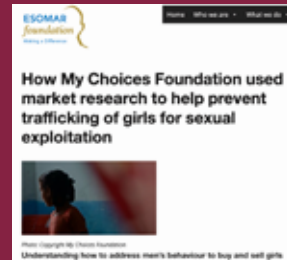 ESOMAR
foundation
Making a Difference
Home Who we are What we do
How My Choices Foundation used
market research to help prevent
trafficking of girls for sexual
exploitation
Photo: Copyright My Choices Foundation
Understanding how to address men's behaviour to buy and sell girls